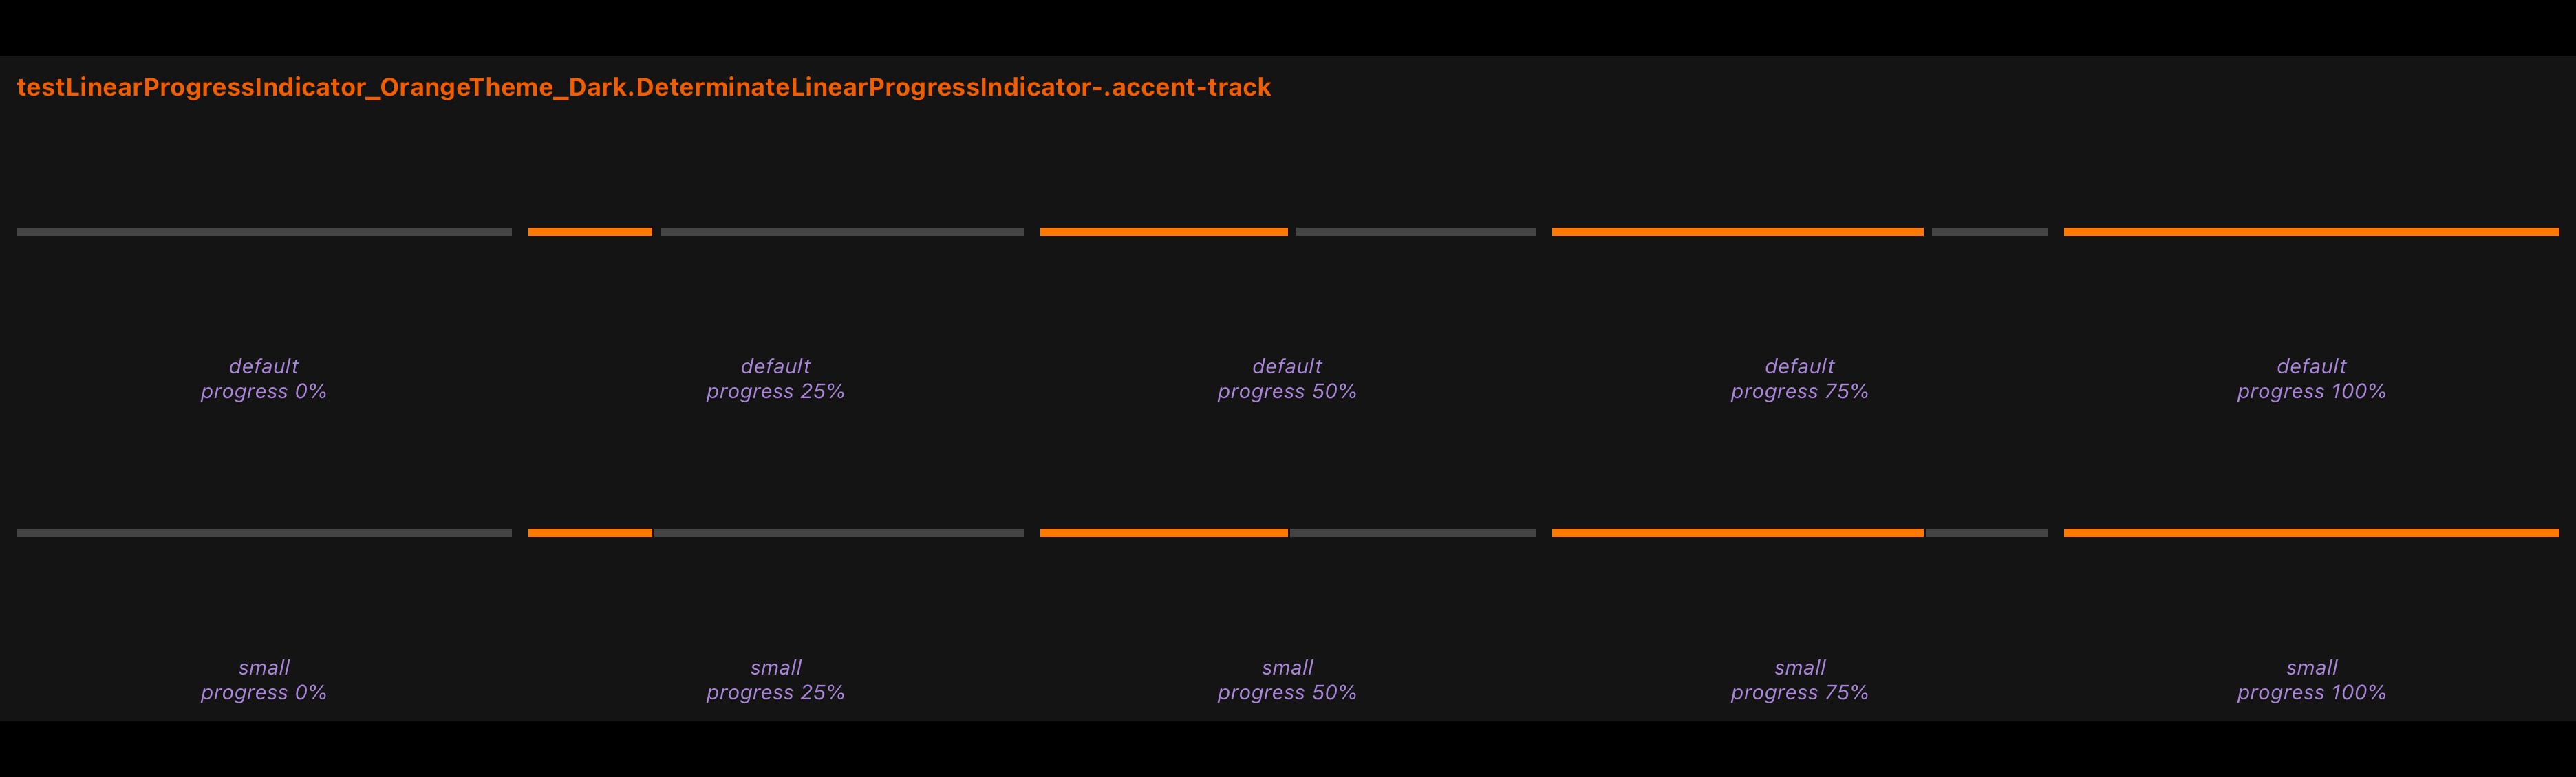 testLinearProgressIndicator_OrangeTheme_Dark.DeterminateLinearProgressIndicator-.accent-track
default
progress 0%
default
progress 25%
default
progress 50%
default
progress 75%
default
progress 100%
small
progress 0%
small
progress 25%
small
progress 50%
small
progress 75%
small
progress 100%